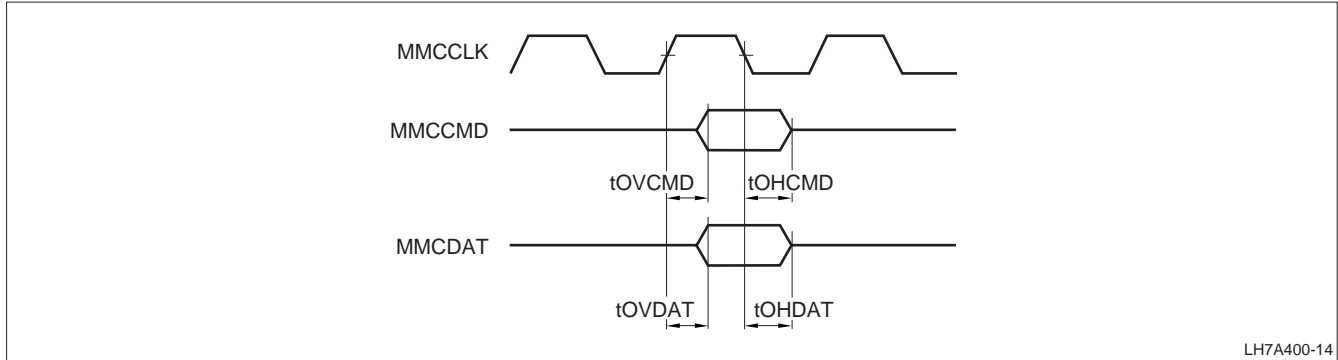 MMCCLK
MMCCMD
tOVCMD tOHCMD
MMCDAT
tOVDAT tOHDAT
LH7A400-14